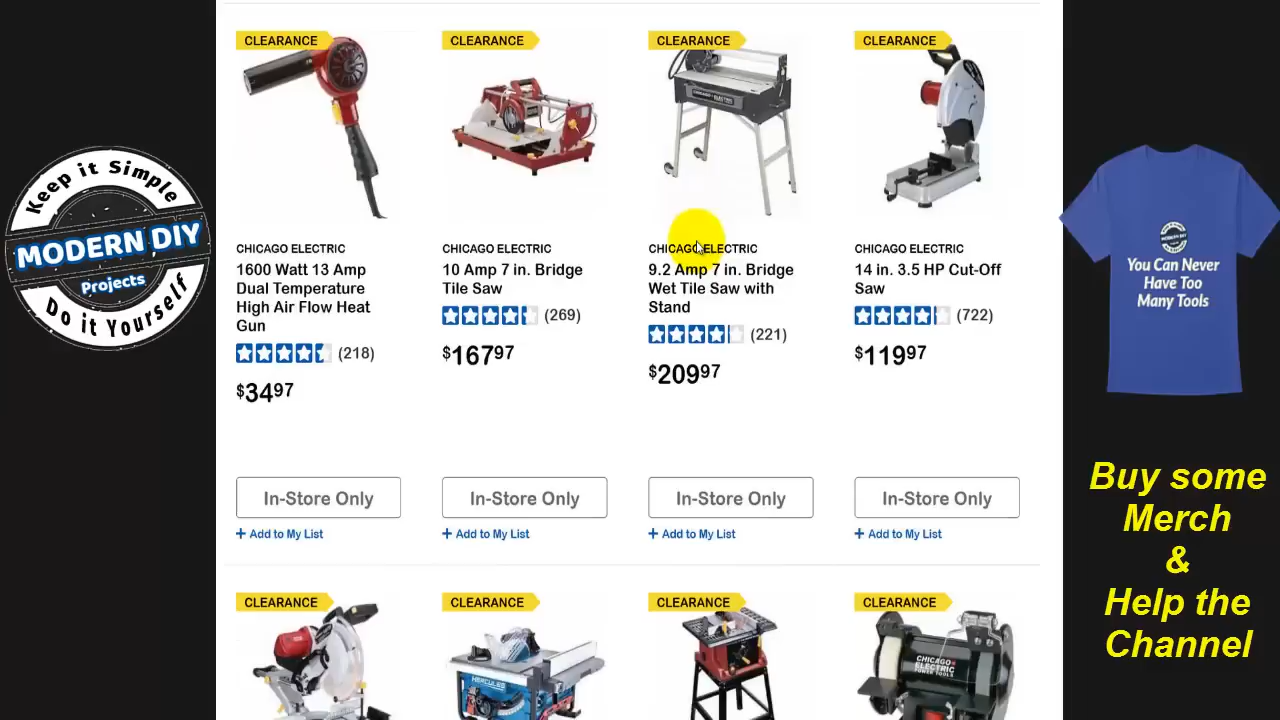 CLEARANCE
CLEARANCE
CLEARANCE
CLEARANCE
Keep it Simple
MODERN DIY
Projects
Do it Yourself
CHICAGO ELECTRIC
1600 Watt 13 Amp
Dual Temperature
High Air Flow Heat
Gun
(218)
$34.97
In-Store Only
+ Add to My List
CHICAGO ELECTRIC
10 Amp 7 in. Bridge
Tile Saw
(269)
$167.97
In-Store Only
+ Add to My List
CHICAGO ELECTRIC
9.2 Amp 7 in. Bridge
Wet Tile Saw with
Stand
(221)
$209.97
In-Store Only
+ Add to My List
CHICAGO ELECTRIC
14 in. 3.5 HP Cut-Off
Saw
(722)
$119.97
In-Store Only
+ Add to My List
CLEARANCE
CLEARANCE
CLEARANCE
CLEARANCE
HERCULES
CHICAGO
ELECTRIC
POWER TOOLS
You Can Never
Have Too
Many Tools
Buy some
Merch
&
Help the
Channel